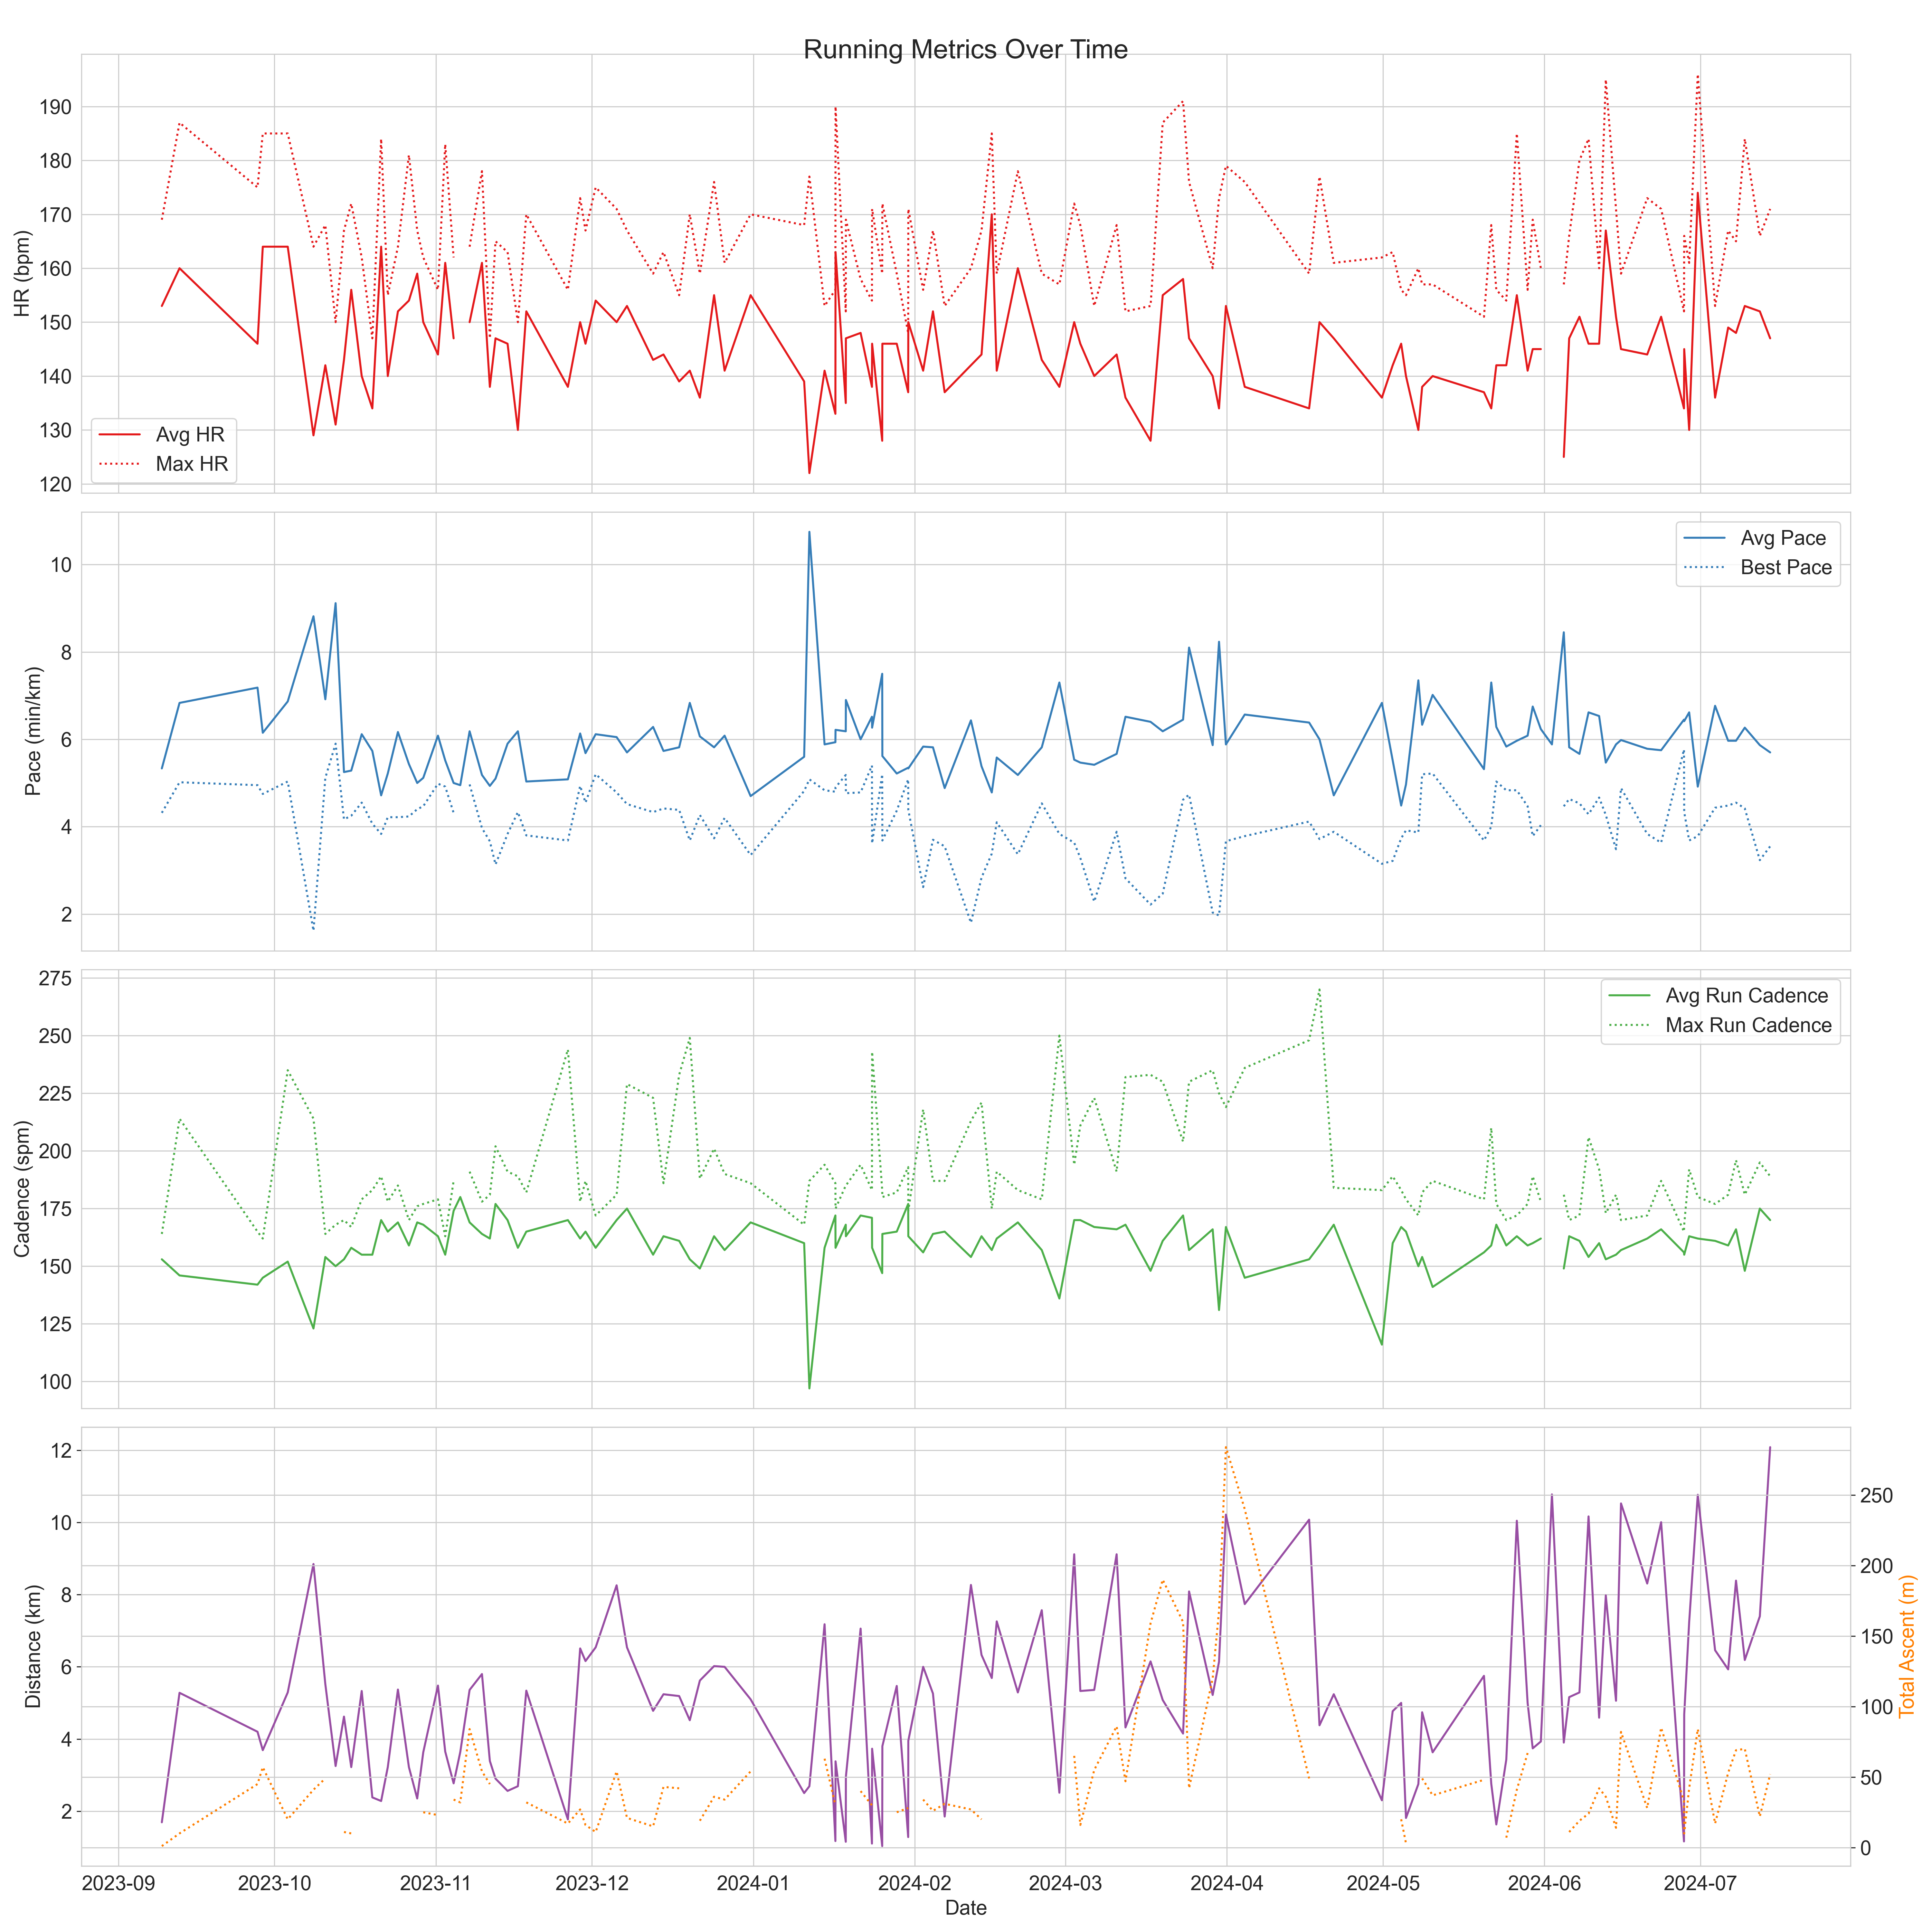 Running Metrics Over Time
HR (bpm)
190
180
170
160
150
140
130
120
Avg HR
Max HR
Pace (min/km)
10
8
6
4
2
Avg Pace
Best Pace
Cadence (spm)
275
250
225
200
175
150
125
100
Avg Run Cadence
Max Run Cadence
Distance (km)
12
10
8
6
4
2
250
200
150
100
50
0
Total Ascent (m)
2023-09 2023-10 2023-11 2023-12 2024-01 2024-02 2024-03 2024-04 2024-05 2024-06 2024-07
Date